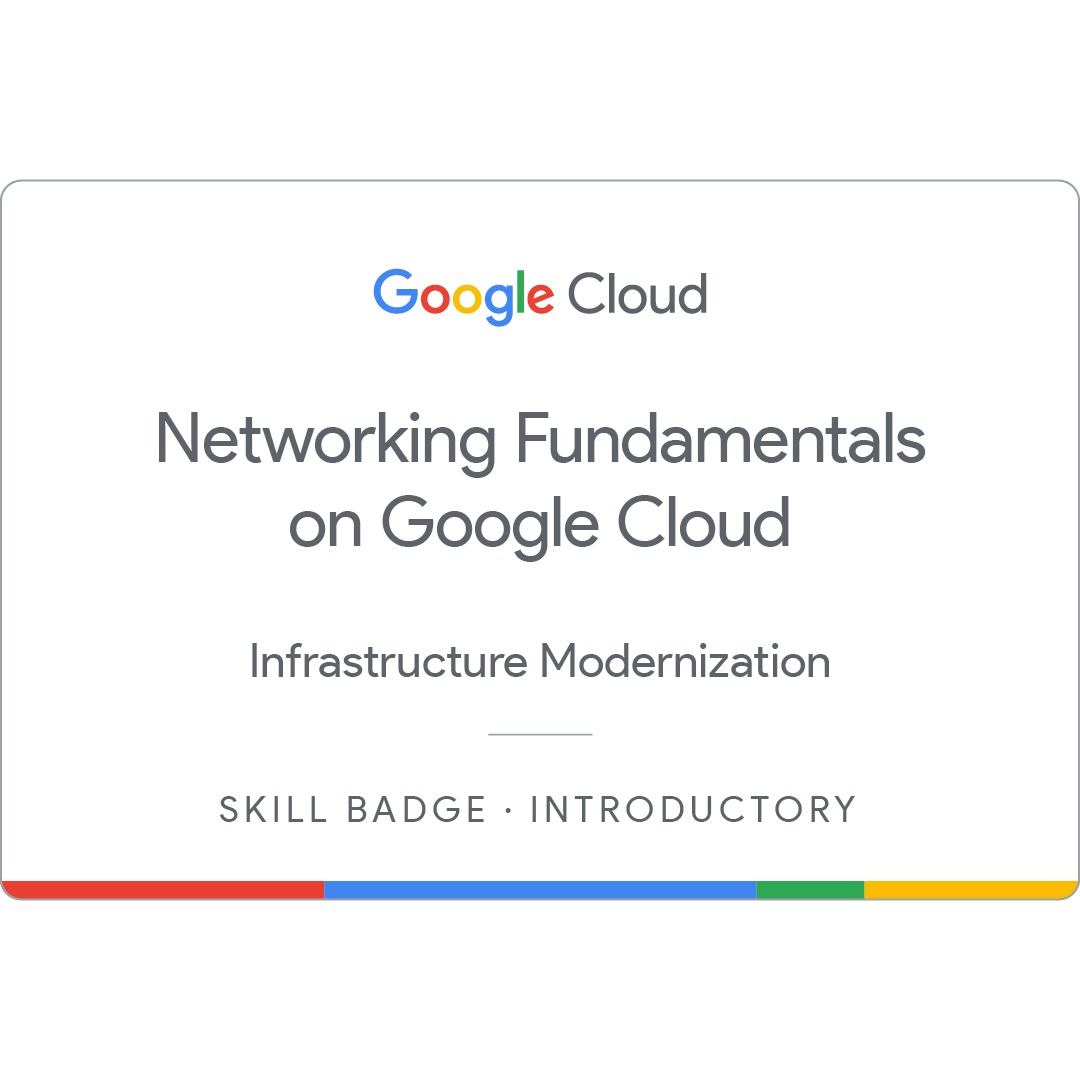 Google Cloud
Networking Fundamentals
on Google Cloud
Infrastructure Modernization
SKILL BADGE · INTRODUCTORY